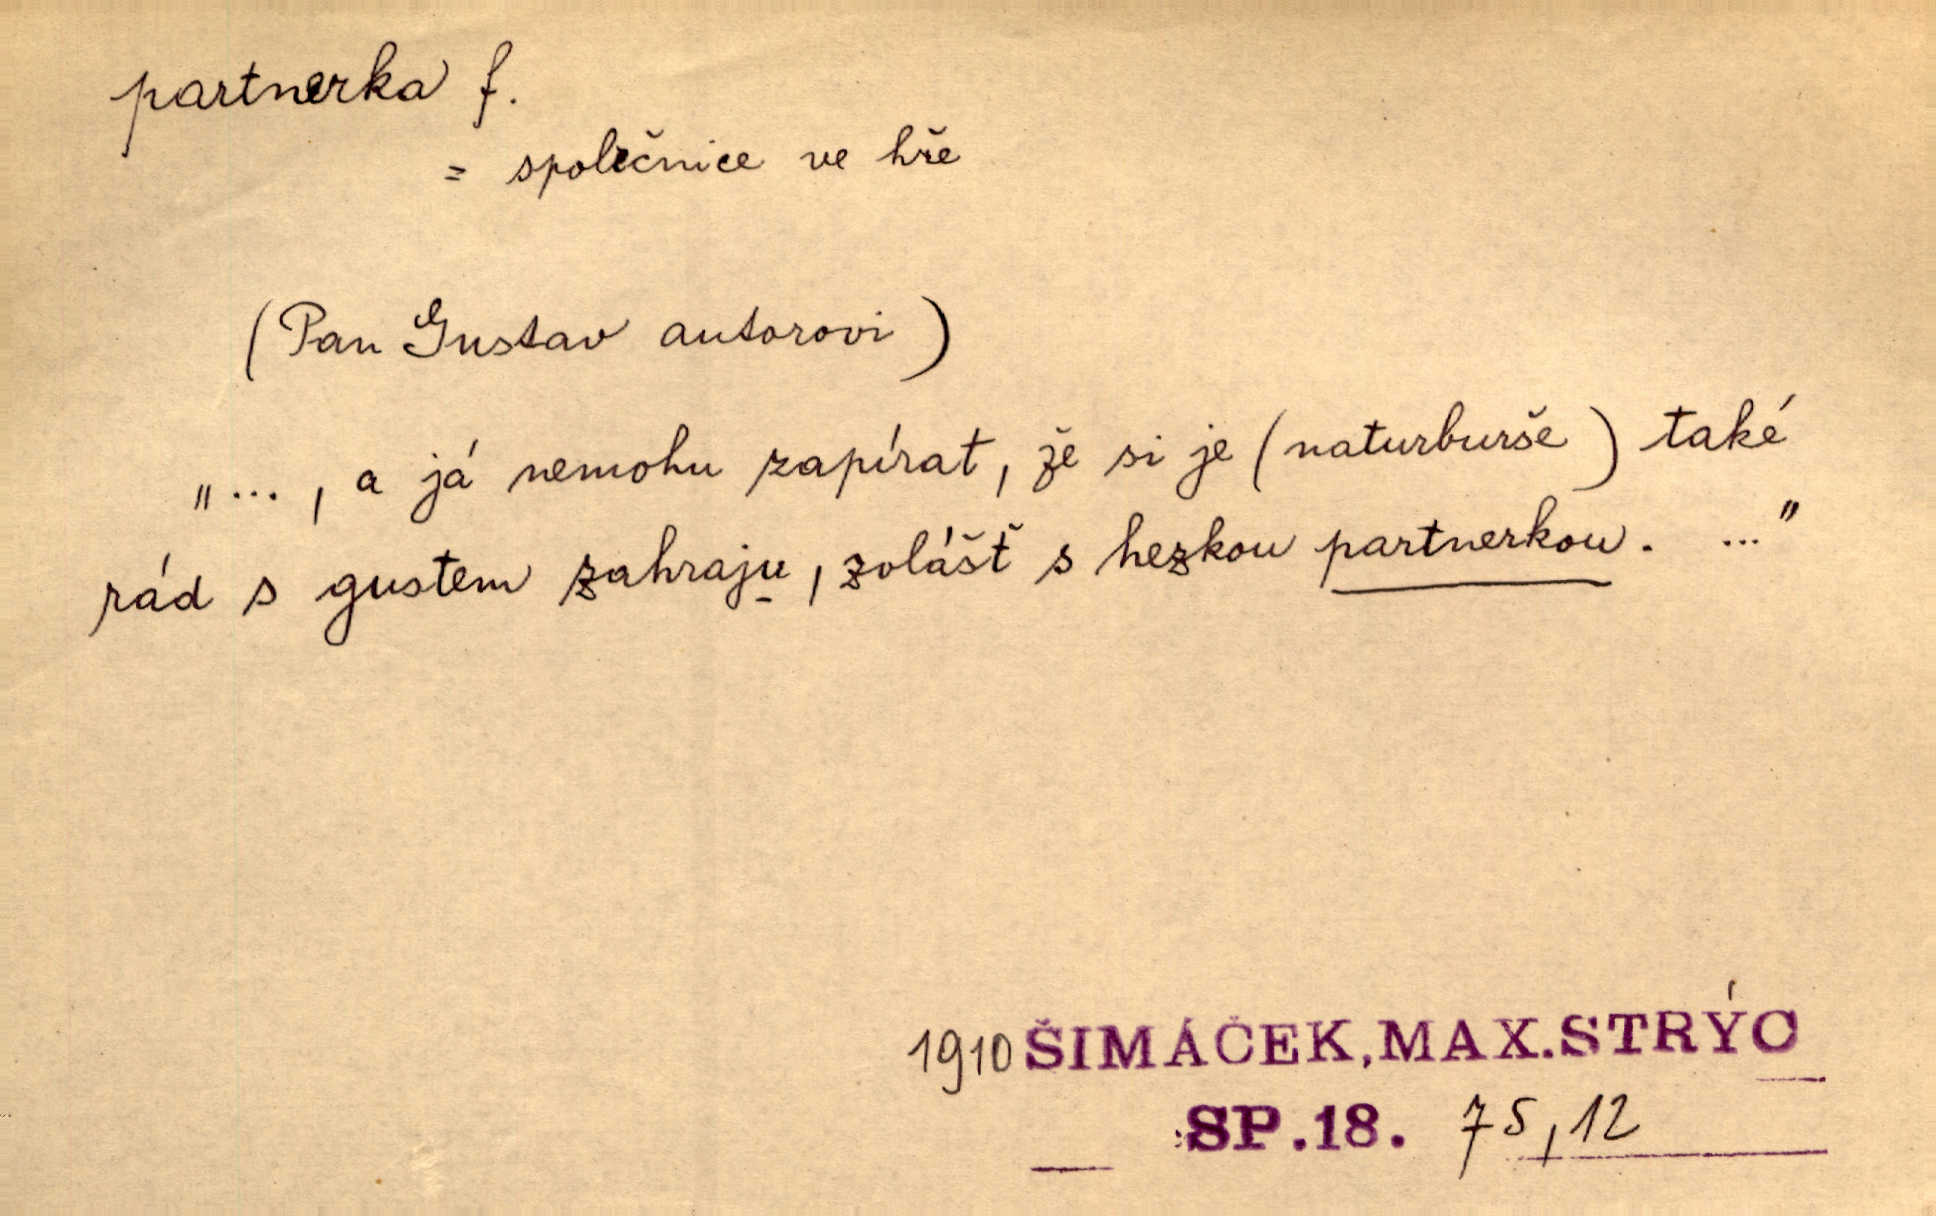 partnerka f.
= společnice ve hře
(Pan Gustav autorovi)
„..., a já nemohu zapírat, že si je (naturburše) také
rád s gustem zahraju, zvlášť s hezkou partnerkou. ..."
1910 ŠIMÁČEK, MAX. STRÝC
SP. 18. 75,12